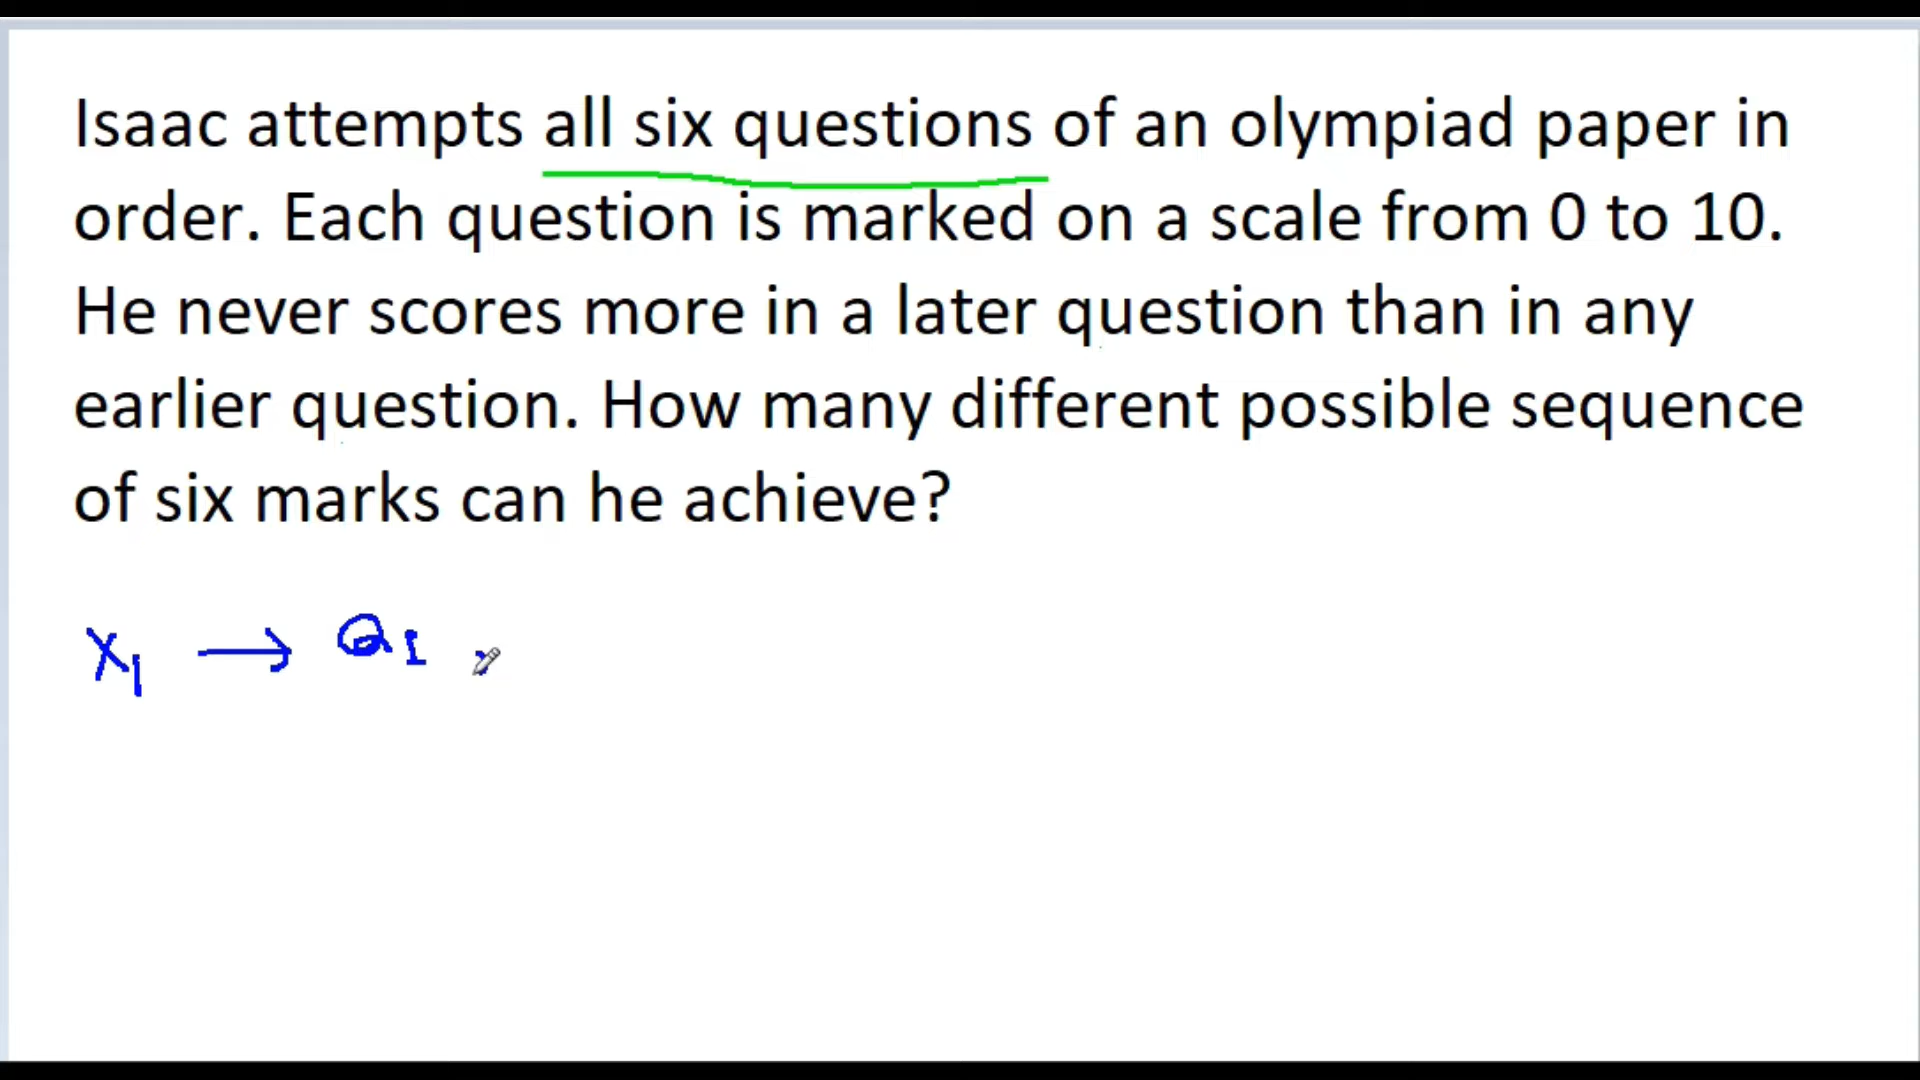 Isaac attempts all six questions of an olympiad paper in
order. Each question is marked on a scale from 0 to 10.
He never scores more in a later question than in any
earlier question. How many different possible sequence
of six marks can he achieve?
X₁ → Q1